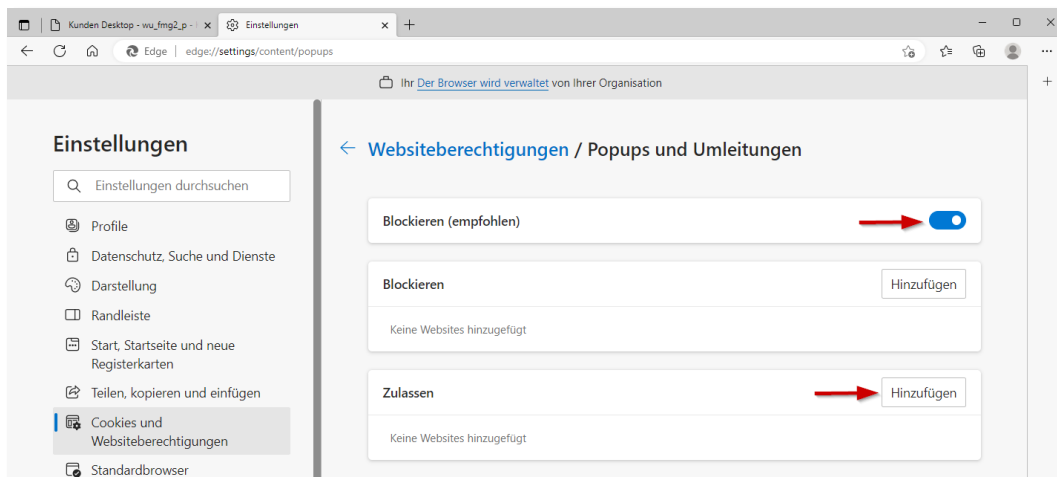 Kunden Desktop - wu_fmg2_p -
Einstellungen
Edge | edge://settings/content/popups
Ihr Der Browser wird verwaltet von Ihrer Organisation
Einstellungen
Einstellungen durchsuchen
Profile
Datenschutz, Suche und Dienste
Darstellung
Randleiste
Start, Startseite und neue
Registerkarten
Teilen, kopieren und einfügen
Cookies und
Websiteberechtigungen
Standardbrowser
Websiteberechtigungen / Popups und Umleitungen
Blockieren (empfohlen)
Blockieren
Hinzufügen
Keine Websites hinzugefügt
Zulassen
Hinzufügen
Keine Websites hinzugefügt